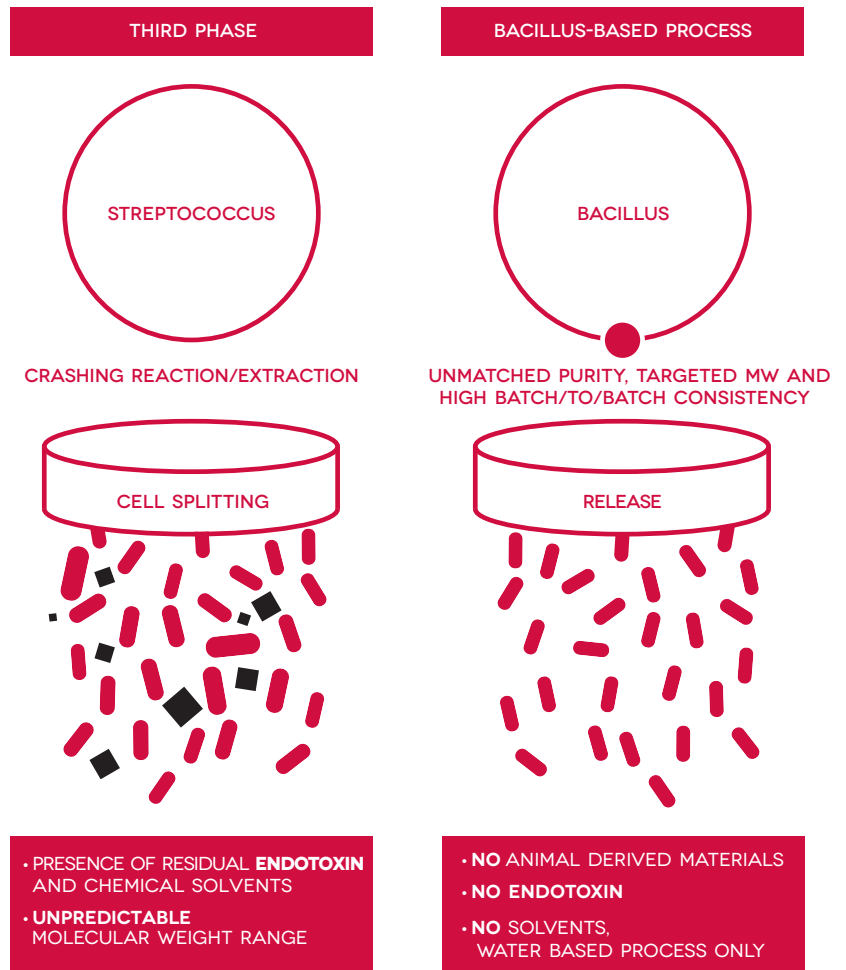 THIRD PHASE
STREPTOCOCCUS
CRASHING REACTION/EXTRACTION
CELL SPLITTING
• PRESENCE OF RESIDUAL ENDOTOXIN
AND CHEMICAL SOLVENTS
• UNPREDICTABLE
MOLECULAR WEIGHT RANGE
BACILLUS-BASED PROCESS
BACILLUS
UNMATCHED PURITY, TARGETED MW AND
HIGH BATCH/TO/BATCH CONSISTENCY
RELEASE
• NO ANIMAL DERIVED MATERIALS
• NO ENDOTOXIN
• NO SOLVENTS,
WATER BASED PROCESS ONLY